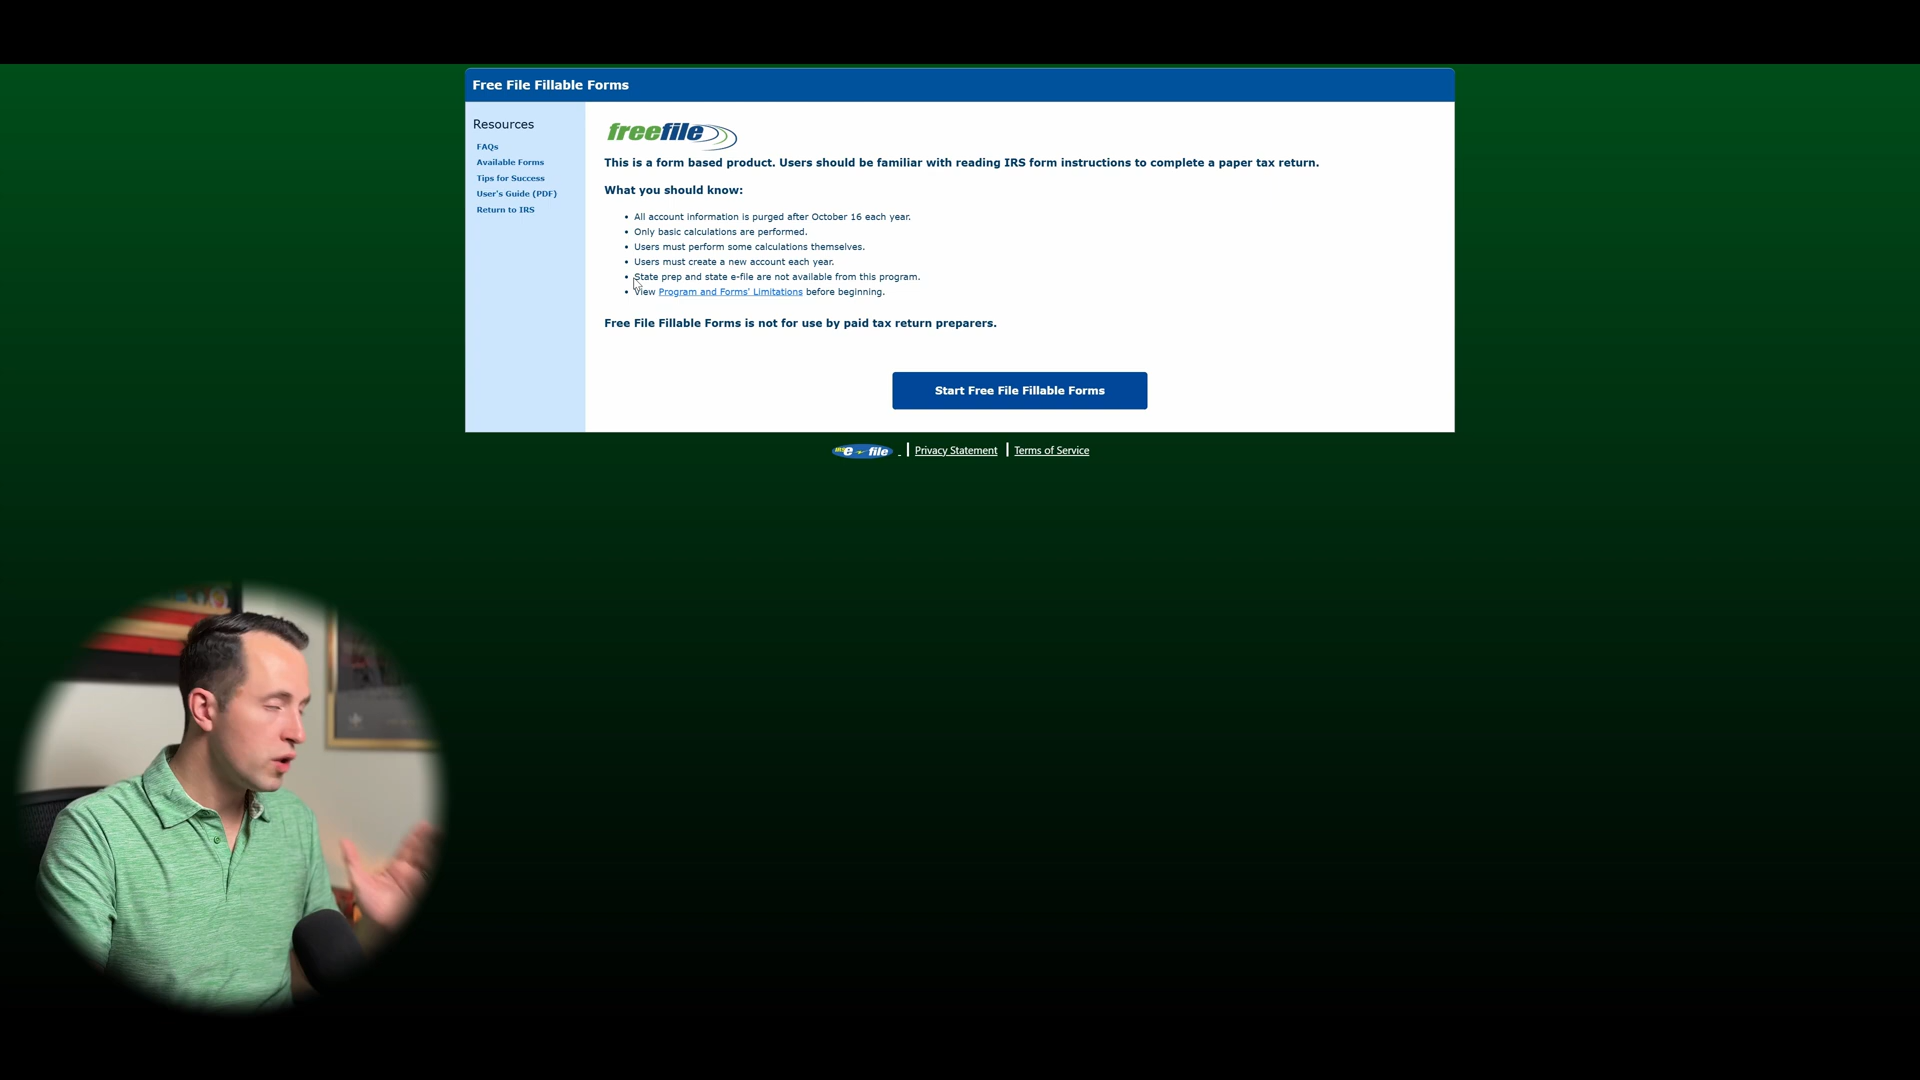 Free File Fillable Forms
Resources
FAQs
Available Forms
Tips for Success
User's Guide (PDF)
Return to IRS
freefile
This is a form based product. Users should be familiar with reading IRS form instructions to complete a paper tax return.
What you should know:
• All account information is purged after October 16 each year.
• Only basic calculations are performed.
• Users must perform some calculations themselves.
• Users must create a new account each year.
• State prep and state e-file are not available from this program.
• View Program and Forms' Limitations before beginning.
Free File Fillable Forms is not for use by paid tax return preparers.
Start Free File Fillable Forms
IRS e file | Privacy Statement | Terms of Service